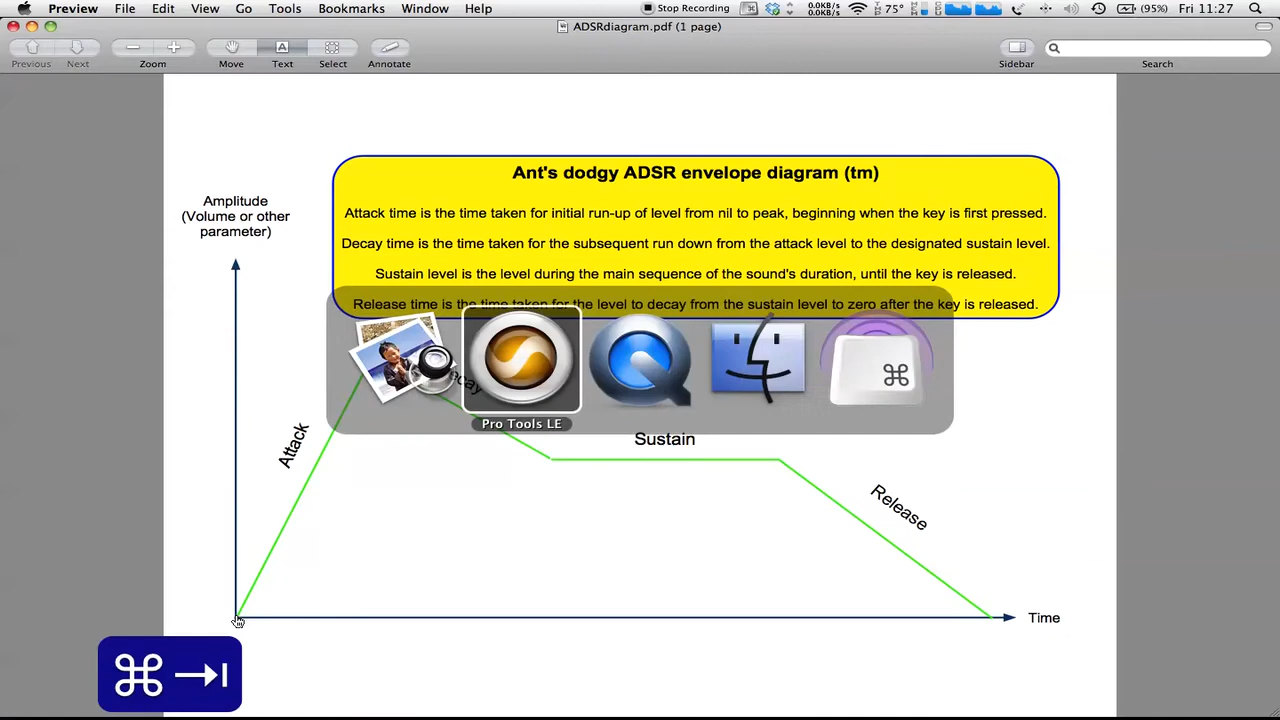 Preview File Edit View Go Tools Bookmarks Window Help
Stop Recording 0.0KB/s 0.0KB/s 75° (95%) Fri 11:27
ADSRdiagram.pdf (1 page)
Previous Next Zoom Move Text Select Annotate Sidebar Search
Ant's dodgy ADSR envelope diagram (tm)
Attack time is the time taken for initial run-up of level from nil to peak, beginning when the key is first pressed.
Decay time is the time taken for the subsequent run down from the attack level to the designated sustain level.
Sustain level is the level during the main sequence of the sound's duration, until the key is released.
Release time is the time taken for the level to decay from the sustain level to zero after the key is released.
Amplitude
(Volume or other
parameter)
Pro Tools LE
Attack
Sustain
Release
Time
⌘
⌘ →|